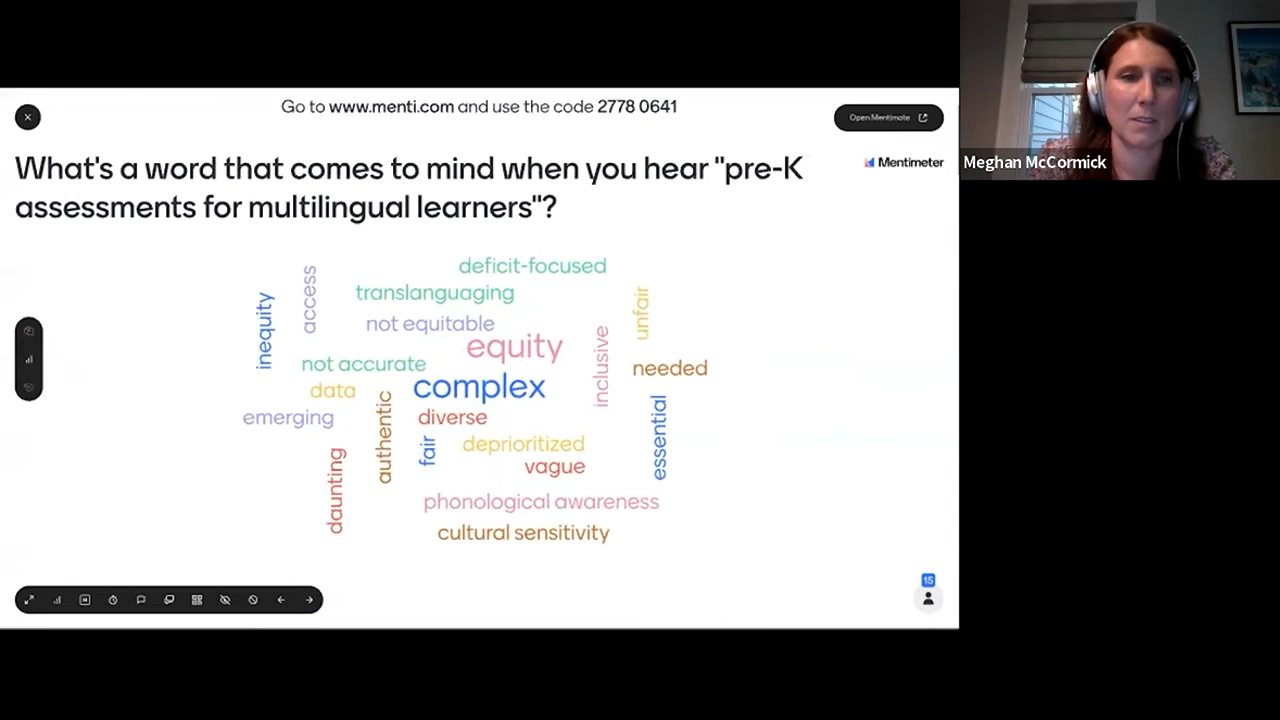 Go to www.menti.com and use the code 2778 0641
Open Mentimote
Mentimeter
Meghan McCormick
What's a word that comes to mind when you hear "pre-K
assessments for multilingual learners"?
deficit-focused
access
translanguaging
inequity
unfair
not equitable
equity
inclusive
not accurate
needed
complex
data
authentic
emerging
diverse
essential
fair
deprioritized
vague
daunting
phonological awareness
cultural sensitivity
15